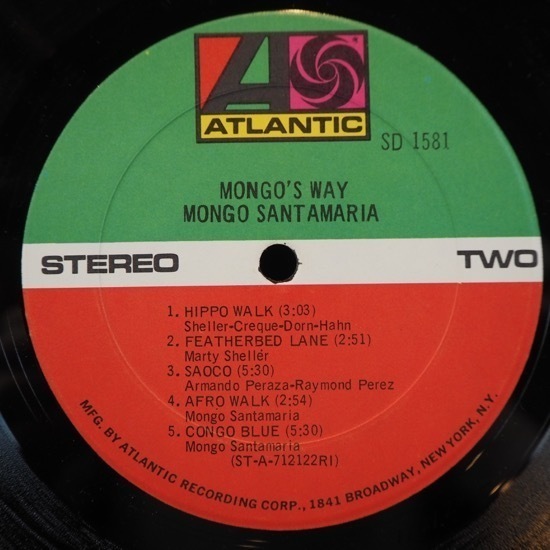 ATLANTIC
SD 1581
MONGO'S WAY
MONGO SANTAMARIA
STEREO
TWO
1. HIPPO WALK (3:03)
Sheller-Creque-Dorn-Hahn
2. FEATHERBED LANE (2:51)
Marty Sheller
3. SAOCO (5:30)
Armando Peraza-Raymond Perez
4. AFRO WALK (2:54)
Mongo Santamaria
5. CONGO BLUE (5:30)
Mongo Santamaria
(ST-A-712122RI)
MFG. BY ATLANTIC RECORDING CORP., 1841 BROADWAY, NEW YORK, N.Y.